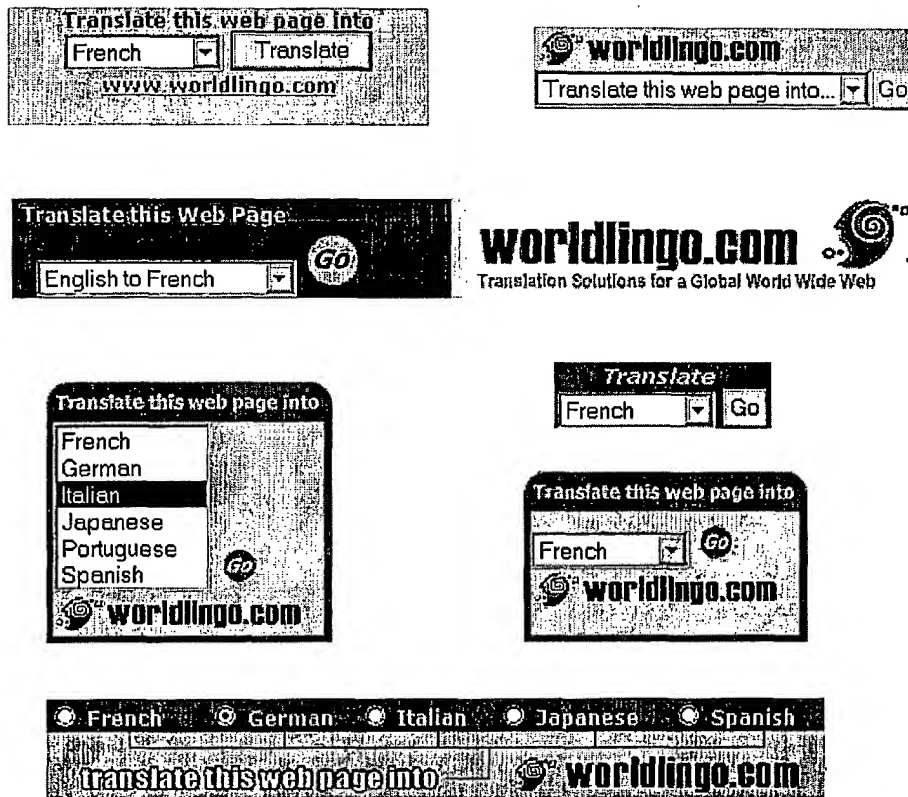 Translate this web page into
French Translate
www.worldlingo.com
worldlingo.com
Translate this web page into... Go
Translate this Web Page
English to French GO
worldlingo.com
Translation Solutions for a Global World Wide Web
Translate this web page into
French
German
Italian
Japanese
Portuguese
Spanish
Go
worldlingo.com
Translate
French Go
Translate this web page into
French Go
worldlingo.com
French German Italian Japanese Spanish
translate this web page into worldlingo.com